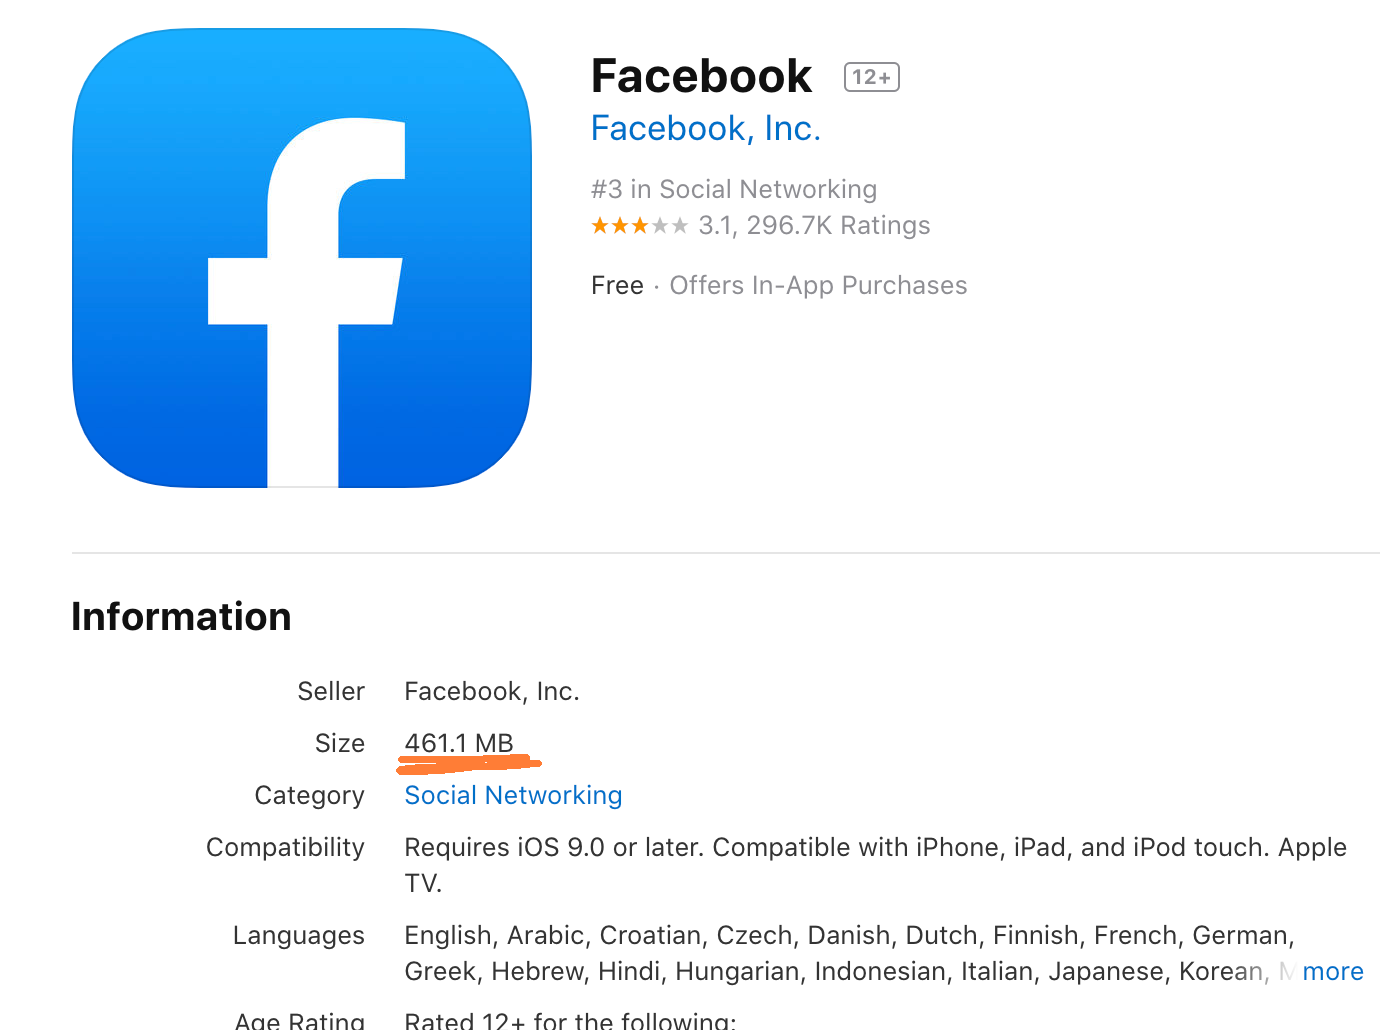 Facebook 12+
Facebook, Inc.
#3 in Social Networking
3.1, 296.7K Ratings
Free · Offers In-App Purchases
Information
Seller Facebook, Inc.
Size 461.1 MB
Category Social Networking
Compatibility Requires iOS 9.0 or later. Compatible with iPhone, iPad, and iPod touch. Apple
TV.
Languages English, Arabic, Croatian, Czech, Danish, Dutch, Finnish, French, German,
Greek, Hebrew, Hindi, Hungarian, Indonesian, Italian, Japanese, Korean, more
Age Rating Rated 12+ for the following: